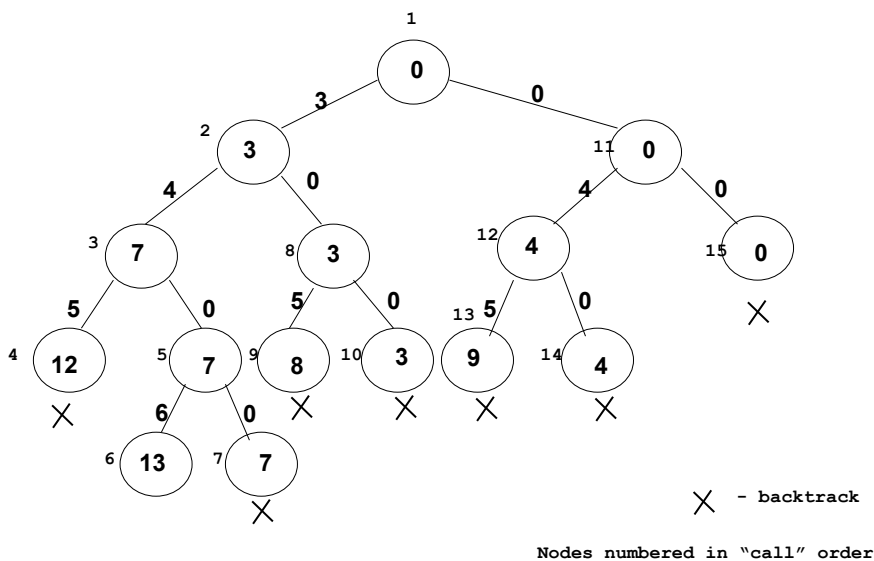 1
0
3 0
2 3 11 0
4 0 4 0
3 7 8 3 12 4 15 0
5 0 5 0 13 5 0
4 12 5 7 9 8 10 3 9 14 4
6 0
6 13 7 7
- backtrack
Nodes numbered in “call” order